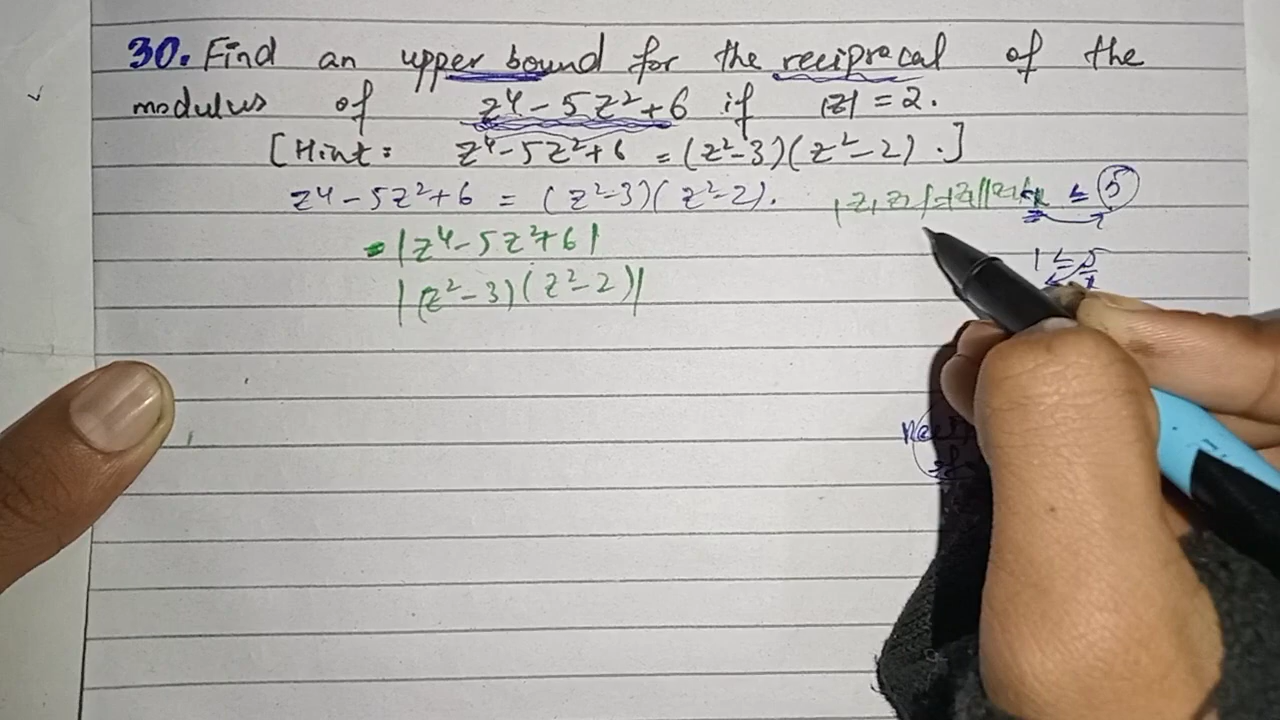 30. Find an upper bound for the reciprocal of the
modulus of z⁴ - 5z² + 6 if |z| = 2.
[Hint: z⁴ - 5z² + 6 = (z² - 3)(z² - 2).]
z⁴ - 5z² + 6 = (z² - 3)(z² - 2).
|z⁴ - 5z² + 6|
|(z² - 3)(z² - 2)|
≤ 5
1 ≤